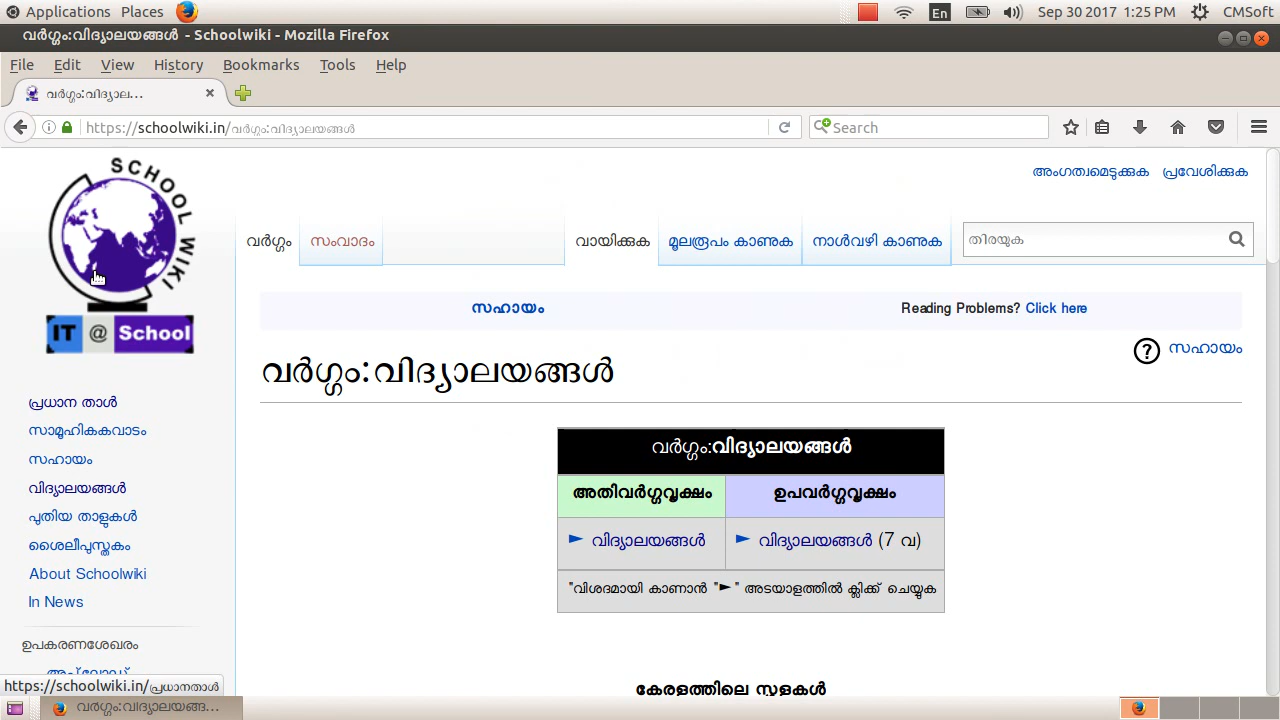 Applications Places En Sep 30 2017 1:25 PM CMSoft
വർഗ്ഗം:വിദ്യാലയങ്ങൾ - Schoolwiki - Mozilla Firefox
File Edit View History Bookmarks Tools Help
വർഗ്ഗം:വിദ്യാല...
https://schoolwiki.in/വർഗ്ഗം:വിദ്യാലയങ്ങൾ Search
SCHOOL WIKI
IT @ School
അംഗത്വമെടുക്കുക പ്രവേശിക്കുക
വർഗ്ഗം സംവാദം വായിക്കുക മൂലരൂപം കാണുക നാൾവഴി കാണുക തിരയുക
സഹായം Reading Problems? Click here
? സഹായം
വർഗ്ഗം:വിദ്യാലയങ്ങൾ
പ്രധാന താൾ
സാമൂഹികകവാടം
സഹായം
വിദ്യാലയങ്ങൾ
പുതിയ താളുകൾ
ശൈലീപുസ്തകം
About Schoolwiki
In News
ഉപകരണശേഖരം
അപ്‌ലോഡ്
വർഗ്ഗം:വിദ്യാലയങ്ങൾ
അതിവർഗ്ഗവൃക്ഷം ഉപവർഗ്ഗവൃക്ഷം
► വിദ്യാലയങ്ങൾ ► വിദ്യാലയങ്ങൾ (7 വ)
"വിശദമായി കാണാൻ "►" അടയാളത്തിൽ ക്ലിക്ക് ചെയ്യുക
കേരളത്തിലെ സ്കൂളുകൾ
https://schoolwiki.in/പ്രധാനതാൾ
വർഗ്ഗം:വിദ്യാലയങ്ങ...